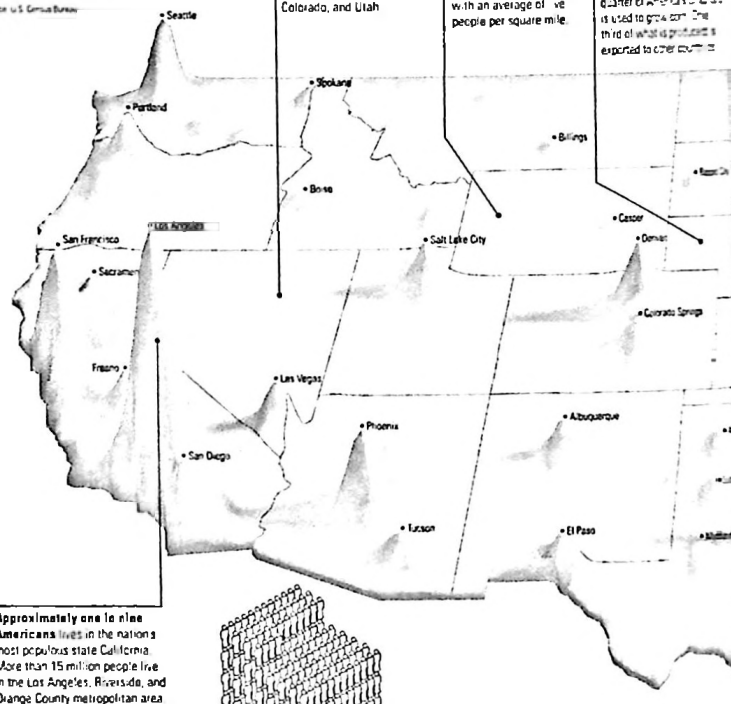 U.S. Census Bureau
Colorado, and Utah
with an average of
people per square mile.
quarter of
is used to grow corn. One
third of what is produced is
exported to other countries
Seattle
Spokane
Portland
Billings
Boise
Los Angeles
Casper
San Francisco
Salt Lake City
Denver
Sacramen
Colorado Springs
Fresno
Las Vegas
Albuquerque
Phoenix
San Diego
Tucson
El Paso
Approximately one in nine
Americans lives in the nation's
most populous state California.
More than 15 million people live
in the Los Angeles, Riverside, and
Orange County metropolitan area